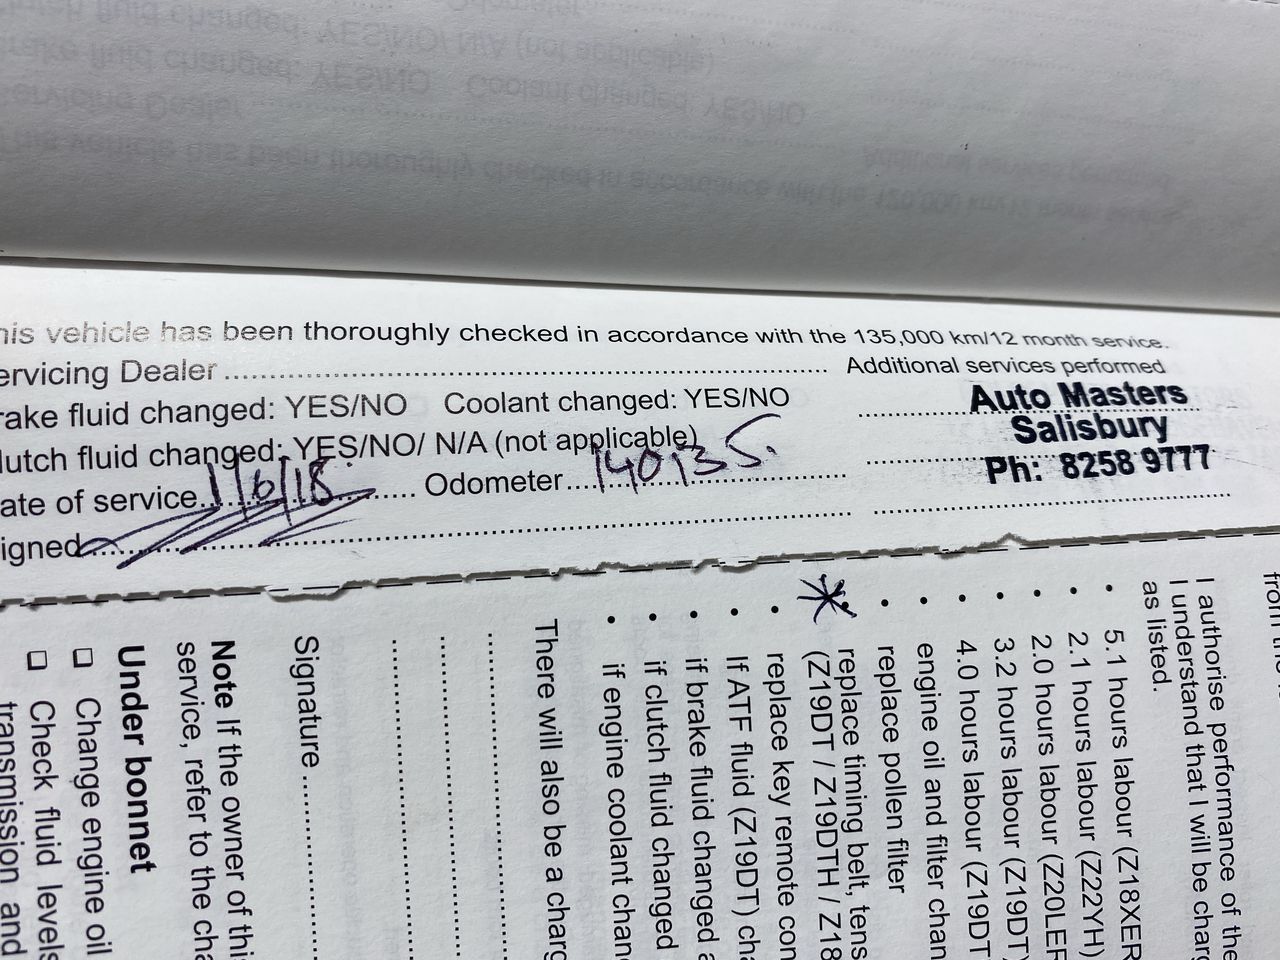 his vehicle has been thoroughly checked in accordance with the 135,000 km/12 month service.
ervicing Dealer
Additional services performed
rake fluid changed: YES/NO Coolant changed: YES/NO
lutch fluid changed: YES/NO/ N/A (not applicable)
ate of service 1/6/18. Odometer 140135.
igned
Auto Masters
Salisbury
Ph: 8258 9777
I authorise performance of the
I understand that I will be charg
as listed.
• 5.1 hours labour (Z18XER
• 2.1 hours labour (Z22YH)
• 2.0 hours labour (Z20LER
• 3.2 hours labour (Z19DT)
• 4.0 hours labour (Z19DT
• engine oil and filter chan
• replace pollen filter
• replace timing belt, tens
(Z19DT / Z19DTH / Z18
• replace key remote con
• If ATF fluid (Z19DT) cha
• if brake fluid changed a
• if clutch fluid changed
• if engine coolant chan
There will also be a charg
Signature
Note If the owner of this
service, refer to the cha
Under bonnet
❑ Change engine oil
❑ Check fluid levels
transmission and